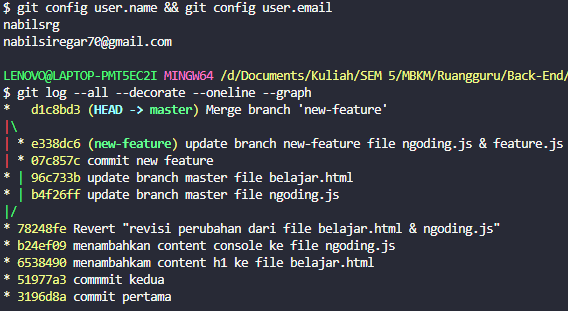 $ git config user.name && git config user.email
nabilsrg
nabilsiregar70@gmail.com
LENOVO@LAPTOP-PMT5EC2I MINGW64 /d/Documents/Kuliah/SEM 5/MBKM/Ruangguru/Back-End/
$ git log --all --decorate --oneline --graph
*   d1c8bd3 (HEAD -> master) Merge branch 'new-feature'
|\
| * e338dc6 (new-feature) update branch new-feature file ngoding.js & feature.js
| * 07c857c commit new feature
* | 96c733b update branch master file belajar.html
* | b4f26ff update branch master file ngoding.js
|/
* 78248fe Revert "revisi perubahan dari file belajar.html & ngoding.js"
* b24ef09 menambahkan content console ke file ngoding.js
* 6538490 menambahkam content h1 ke file belajar.html
* 51977a3 commmit kedua
* 3196d8a commit pertama